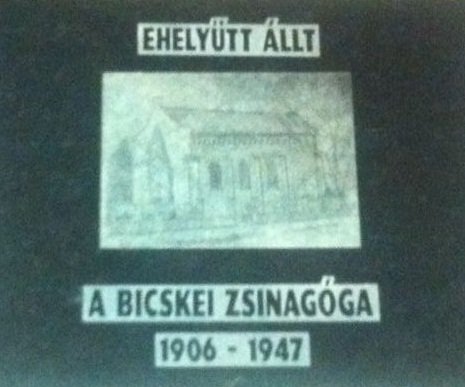 EHELYÜTT ÁLLT
A BICSKEI ZSINAGÓGA
1906 - 1947